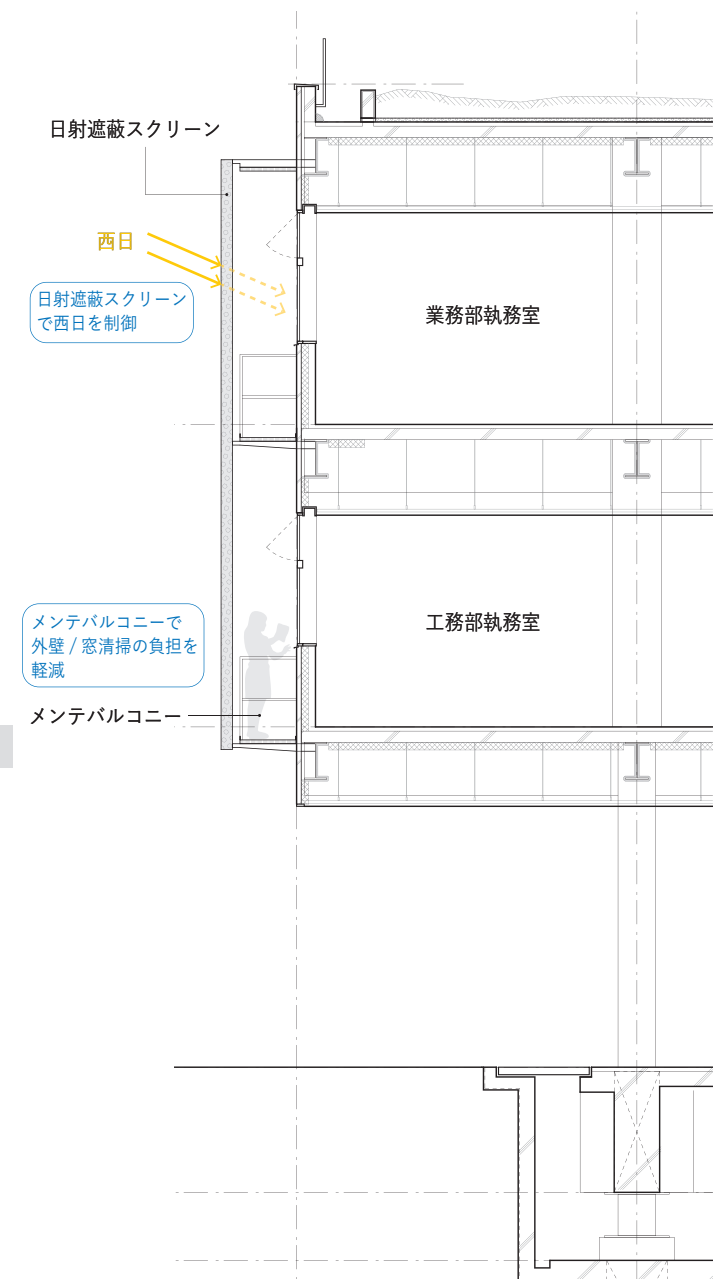 日射遮蔽スクリーン
西日
日射遮蔽スクリーン
で西日を制御
業務部執務室
メンテバルコニーで
外壁 / 窓清掃の負担を
軽減
工務部執務室
メンテバルコニー